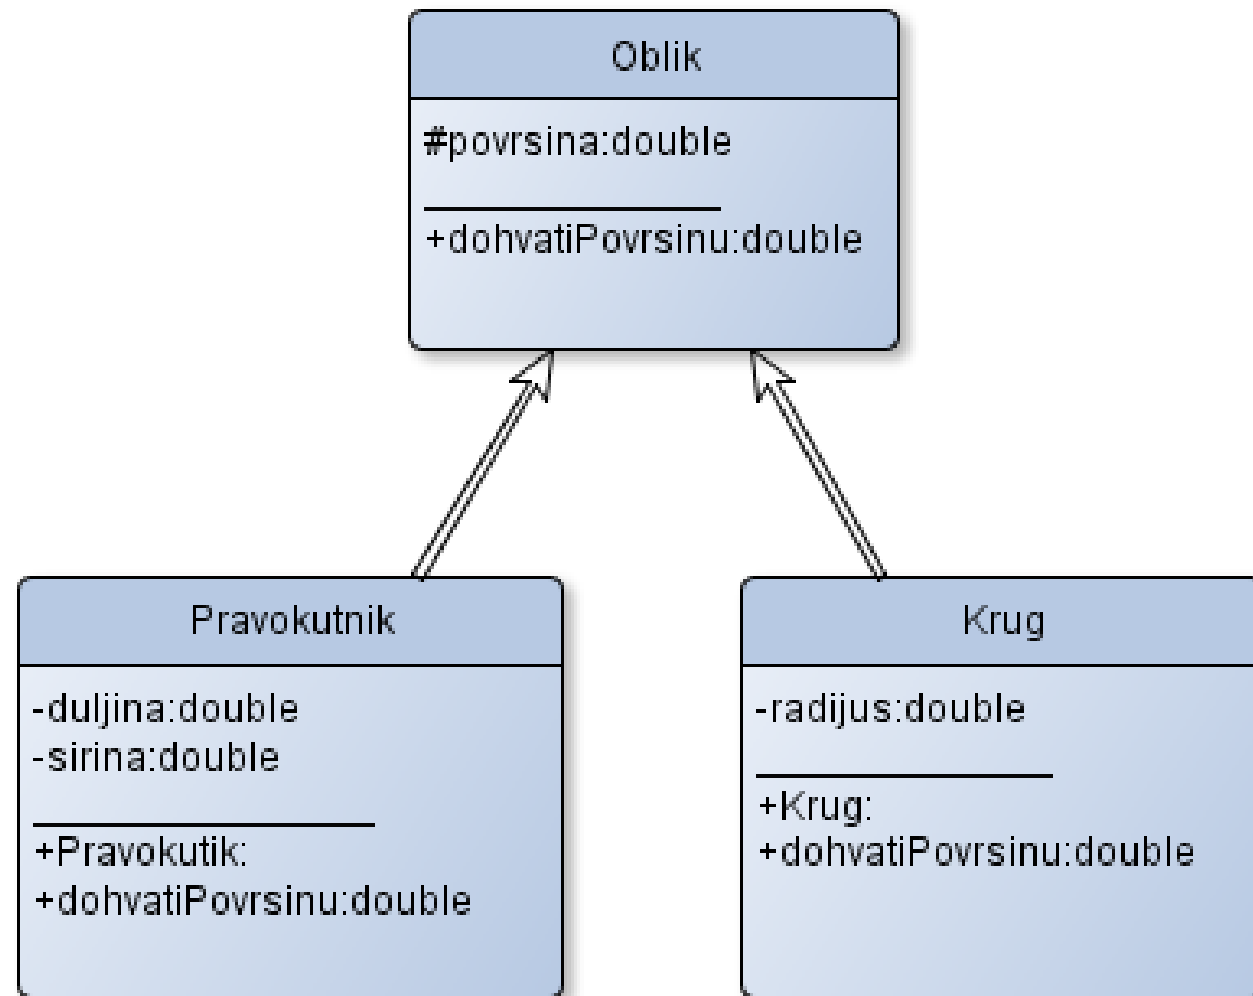 Oblik
#povrsina:double
+dohvatiPovrsinu:double
Pravokutnik
-duljina:double
-sirina:double
+Pravokutik:
+dohvatiPovrsinu:double
Krug
-radijus:double
+Krug:
+dohvatiPovrsinu:double